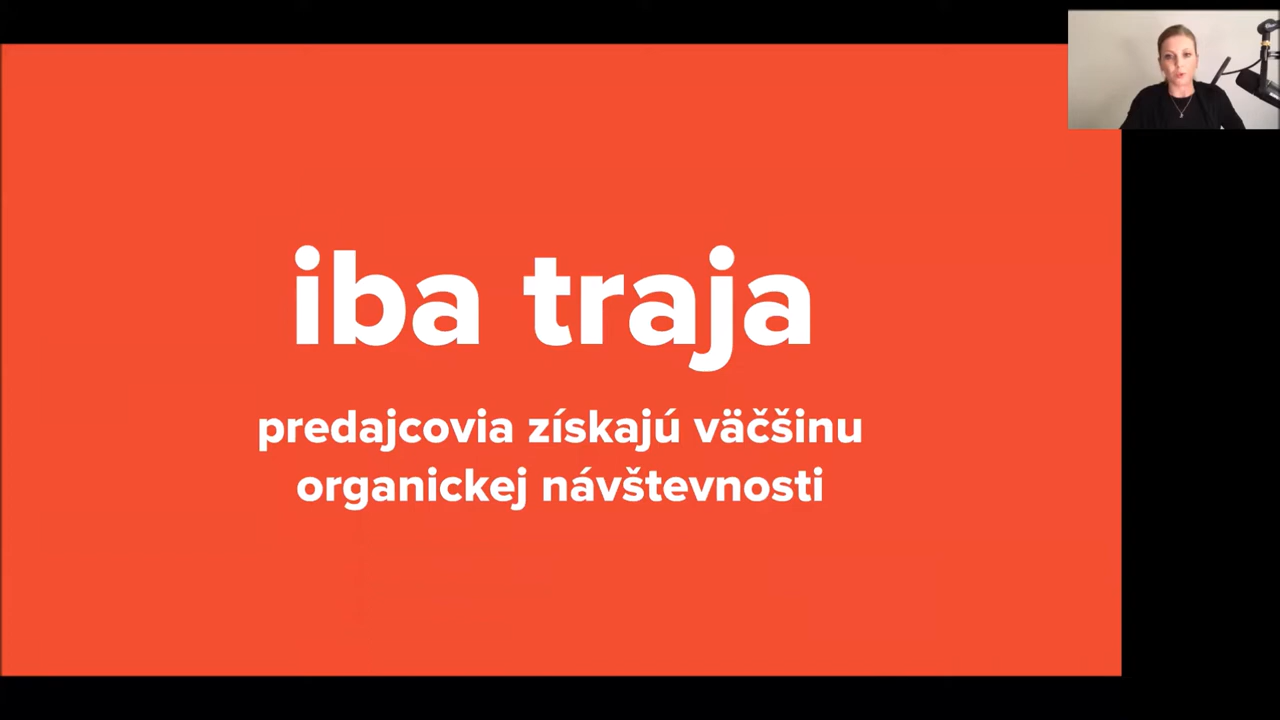 iba traja
predajcovia získajú väčšinu
organickej návštevnosti